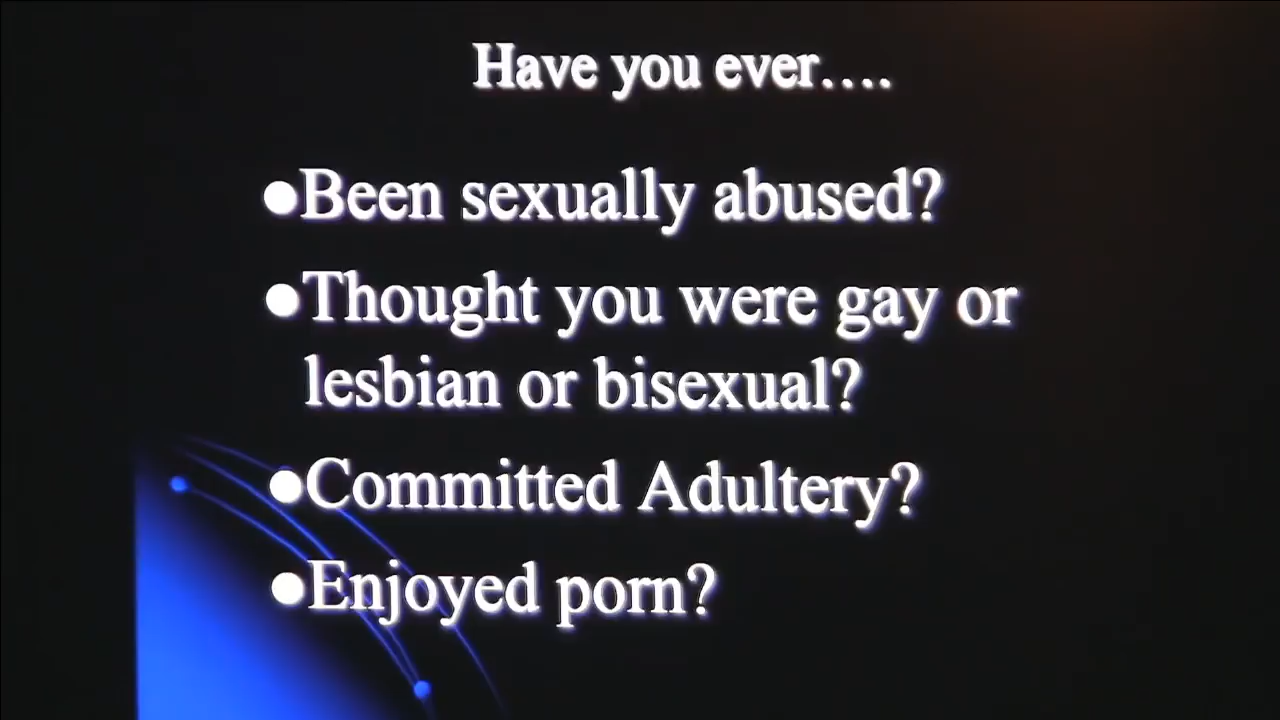 Have you ever....
●Been sexually abused?
●Thought you were gay or
lesbian or bisexual?
●Committed Adultery?
●Enjoyed porn?